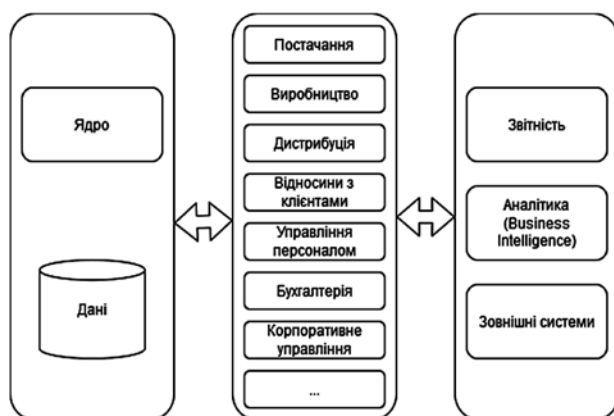 Ядро
Дані
Постачання
Виробництво
Дистрибуція
Відносини з
клієнтами
Управління
персоналом
Бухгалтерія
Корпоративне
управління
...
Звітність
Аналітика
(Business
Intelligence)
Зовнішні системи